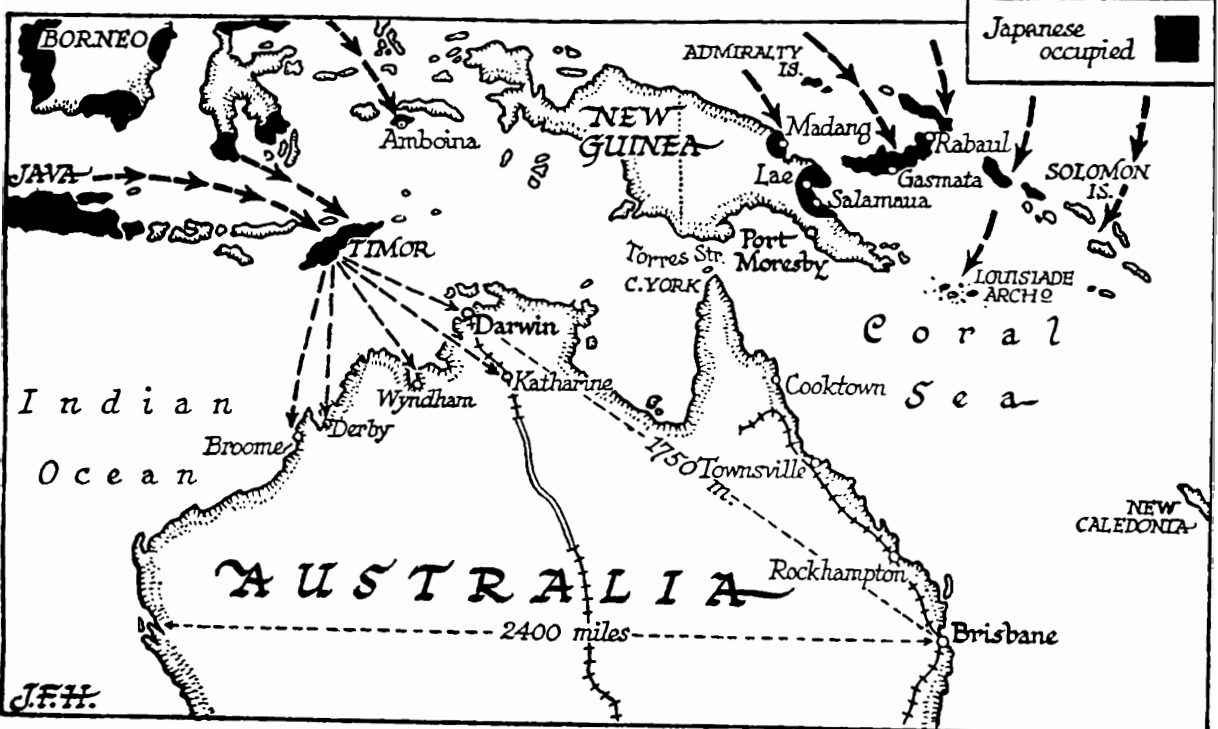 Japanese
occupied
BORNEO
ADMIRALTY
IS.
NEW
GUINEA
Amboina
Madang
Rabaul
Lae
Gasmata
Salamaua
SOLOMON
IS.
JAVA
TIMOR
Torres Str.
Port
Moresby
C. YORK
LOUISIADE
ARCHO
Darwin
Coral
Sea
Katharine
Wyndham
Cooktown
Indian
Ocean
Derby
Broome
G.
1750
m.
Townsville
NEW
CALEDONIA
AUSTRALIA
Rockhampton
2400 miles
Brisbane
J.F.H.